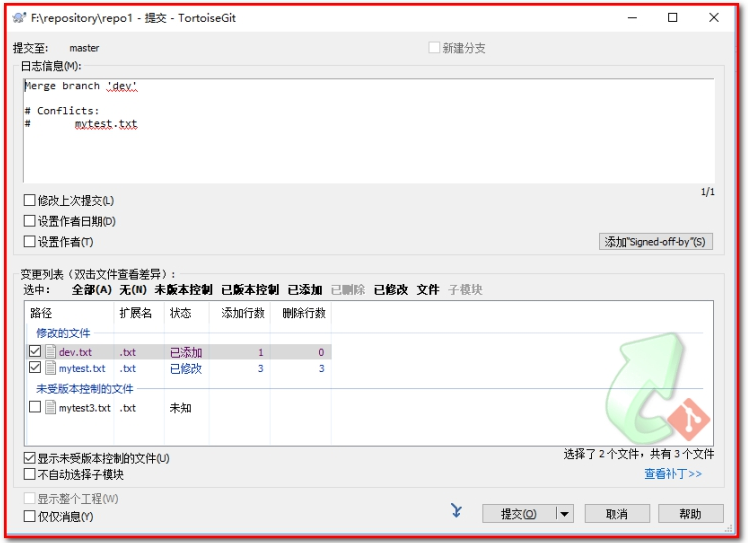 F:\repository\repo1 - 提交 - TortoiseGit
提交至: master 新建分支
日志信息(M):
Merge branch 'dev'
# Conflicts:
# mytest.txt
1/1
修改上次提交(L)
设置作者日期(D)
设置作者(T) 添加"Signed-off-by"(S)
变更列表（双击文件查看差异）:
选中: 全部(A) 无(N) 未版本控制 已版本控制 已添加 已删除 已修改 文件 子模块
路径 扩展名 状态 添加行数 删除行数
修改的文件
dev.txt .txt 已添加 1 0
mytest.txt .txt 已修改 3 3
未受版本控制的文件
mytest3.txt .txt 未知
显示未受版本控制的文件(U) 选择了 2 个文件，共有 3 个文件
不自动选择子模块 查看补丁>>
显示整个工程(W)
仅仅消息(Y) 提交(O) 取消 帮助